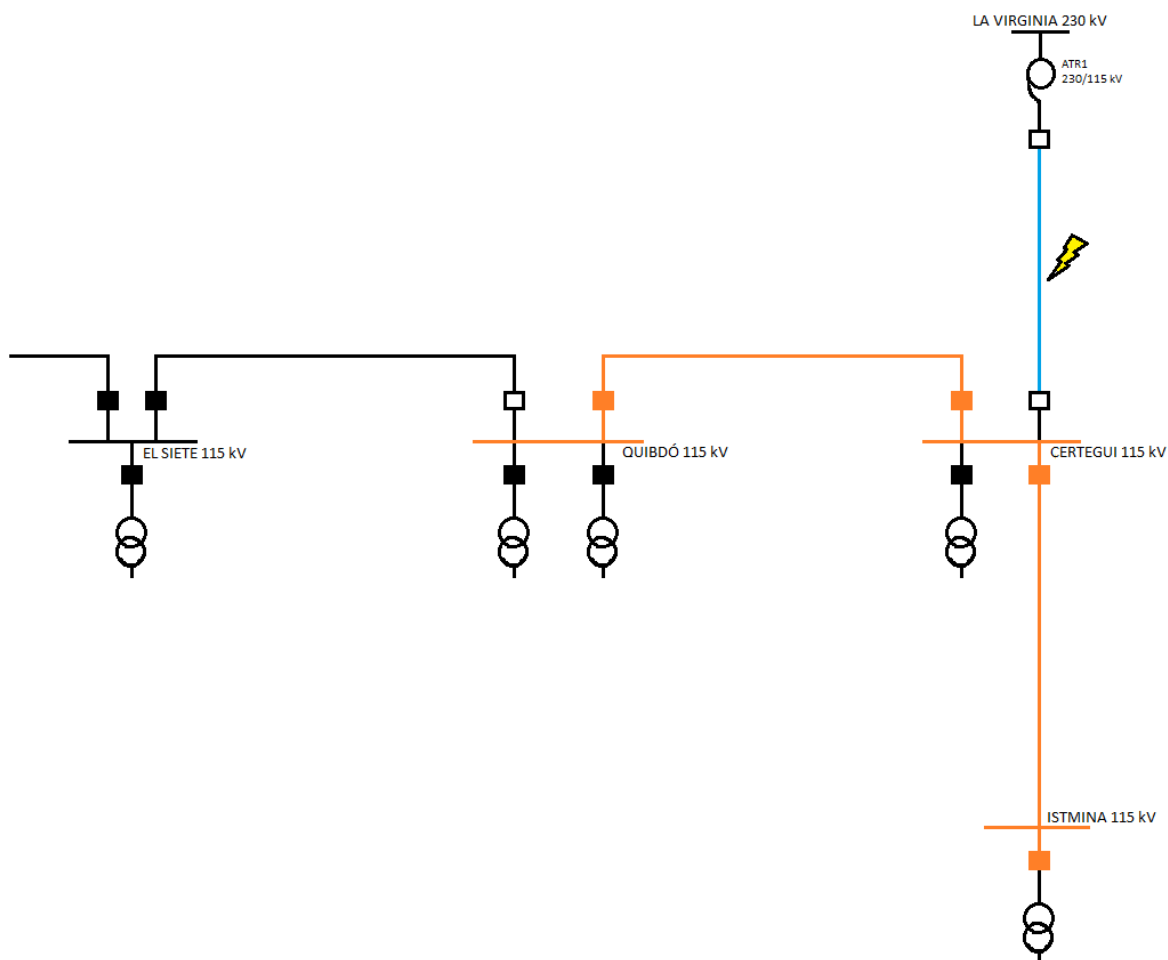 LA VIRGINIA 230 kV
ATR1
230/115 kV
EL SIETE 115 kV
QUIBDÓ 115 kV
CERTEGUI 115 kV
ISTMINA 115 kV